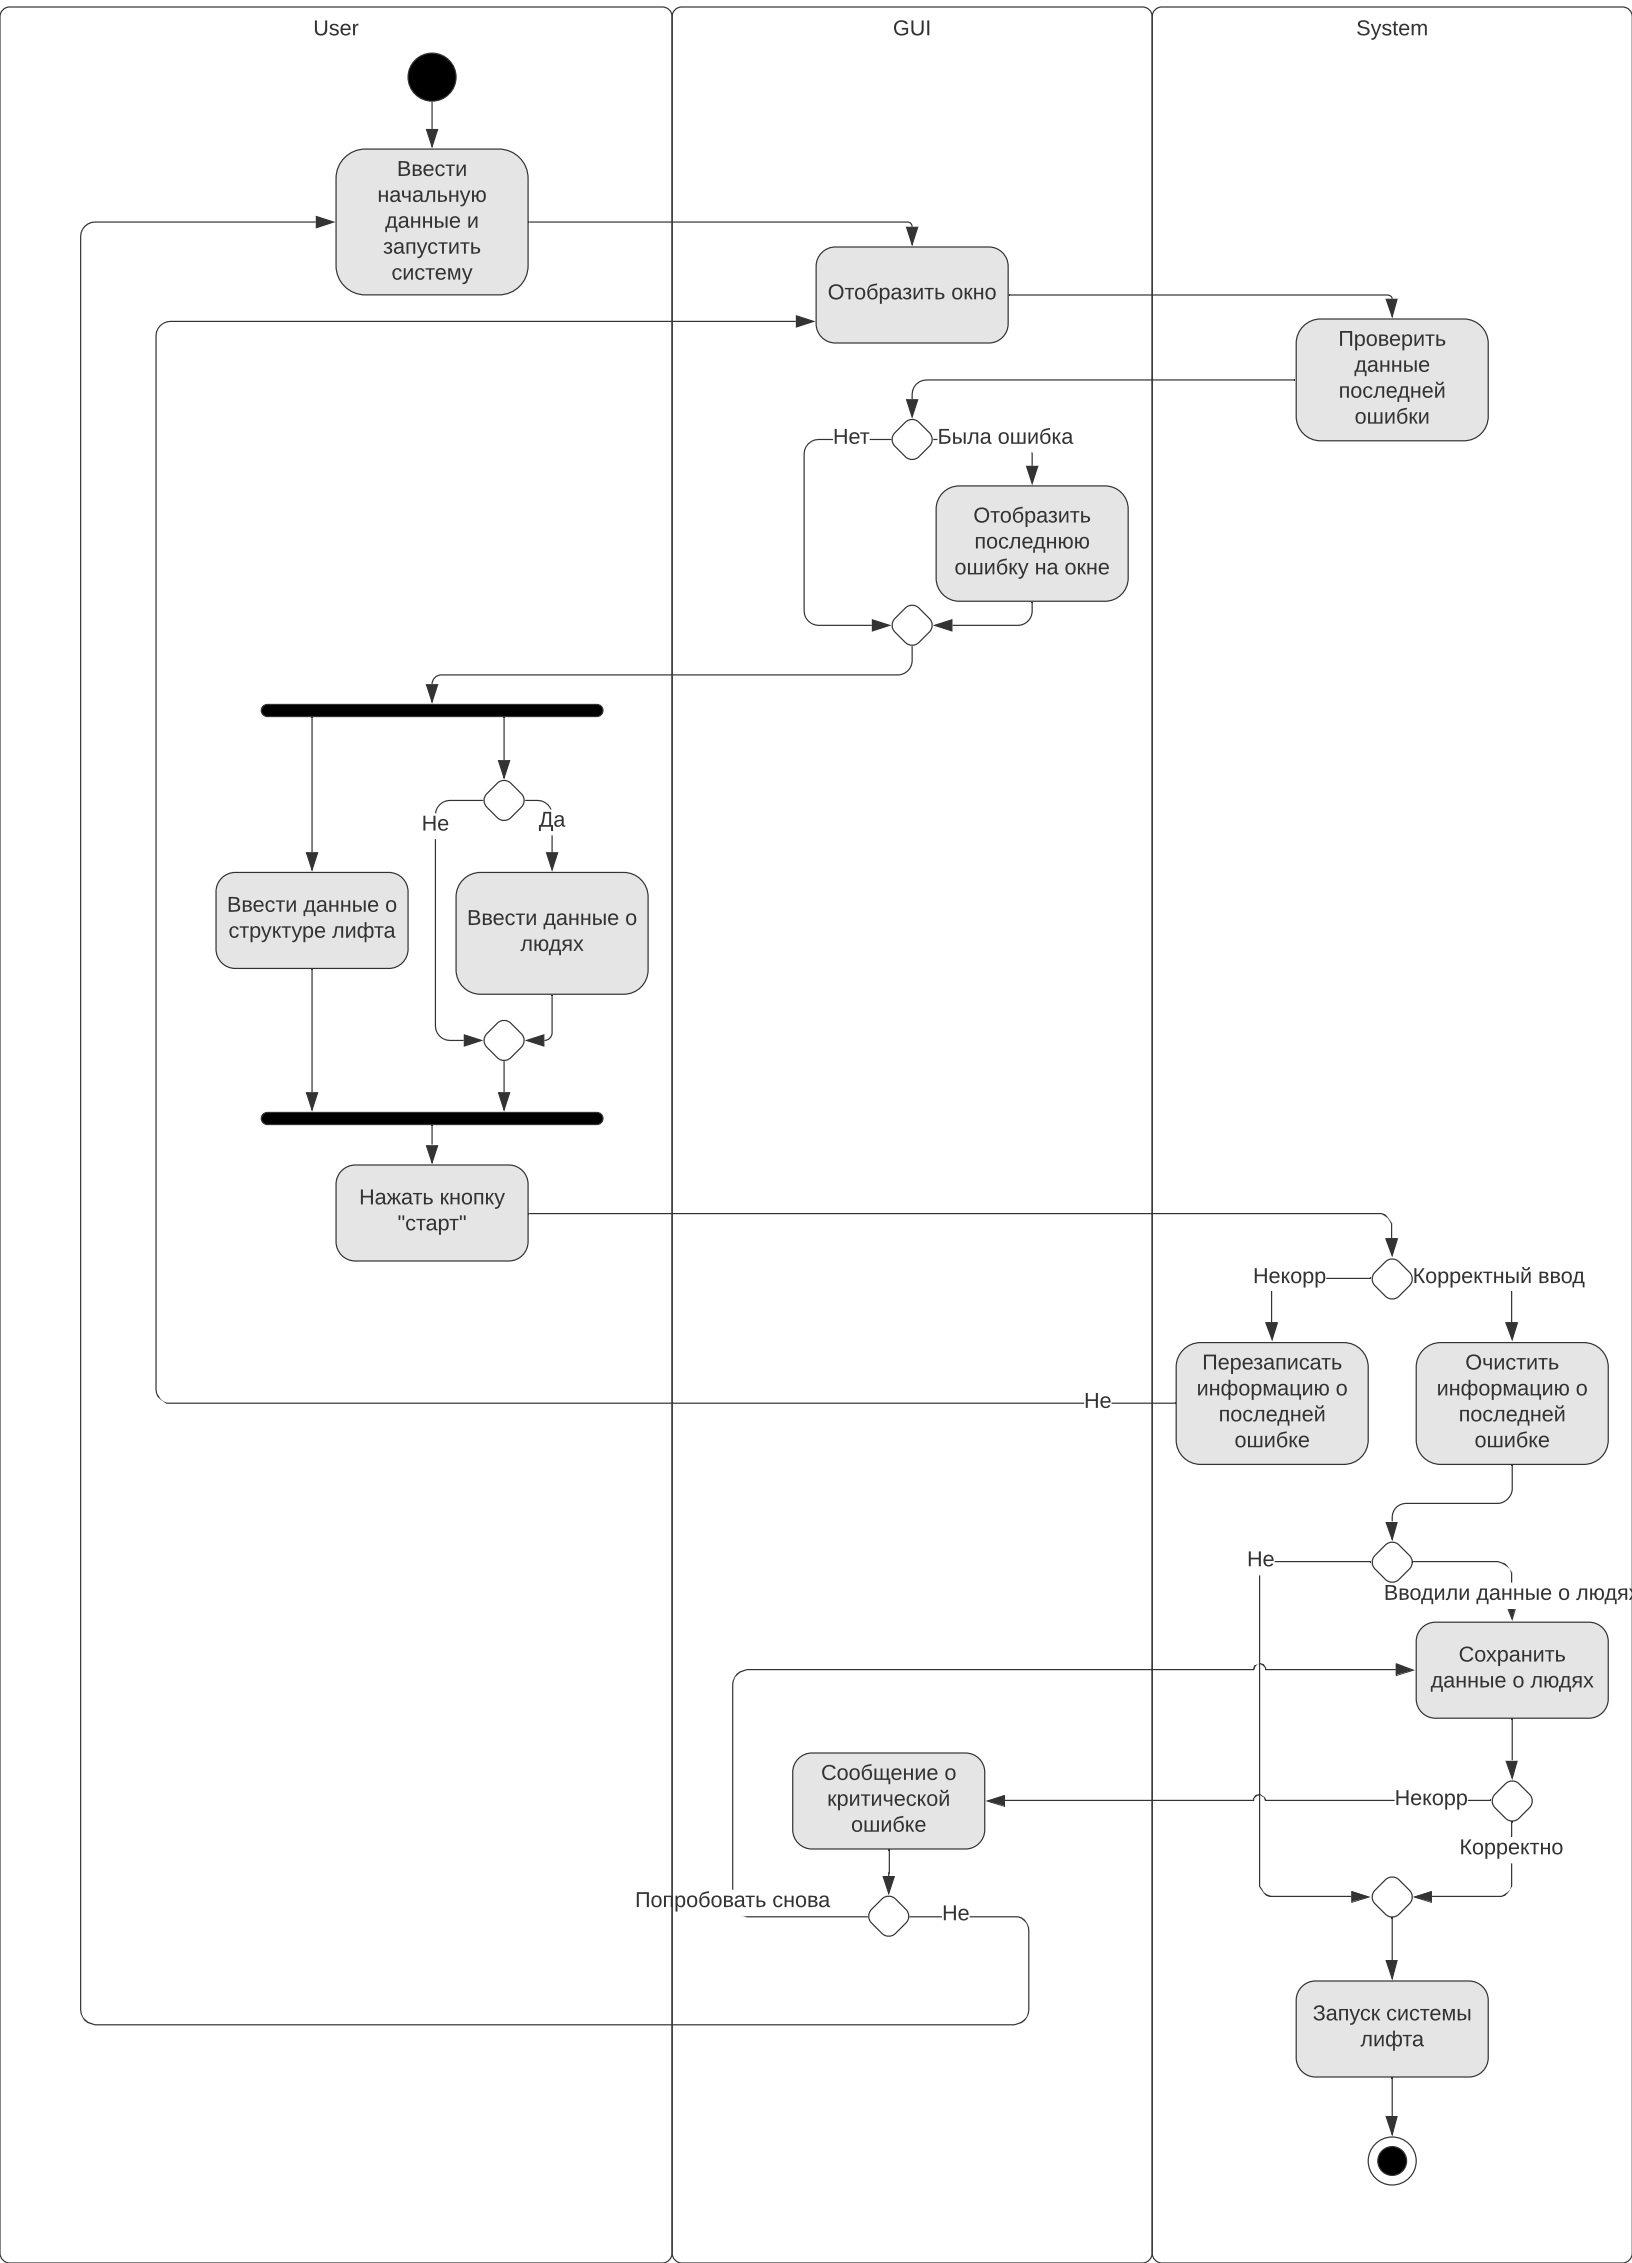 User
GUI
System
Ввести
начальную
данные и
запустить
систему
Отобразить окно
Проверить
данные
последней
ошибки
Нет
Была ошибка
Отобразить
последнюю
ошибку на окне
Не
Да
Ввести данные о
структуре лифта
Ввести данные о
людях
Нажать кнопку
"старт"
Некорр
Корректный ввод
Перезаписать
информацию о
последней
ошибке
Очистить
информацию о
последней
ошибке
Не
Не
Вводили данные о людях
Сохранить
данные о людях
Сообщение о
критической
ошибке
Некорр
Корректно
Попробовать снова
Не
Запуск системы
лифта